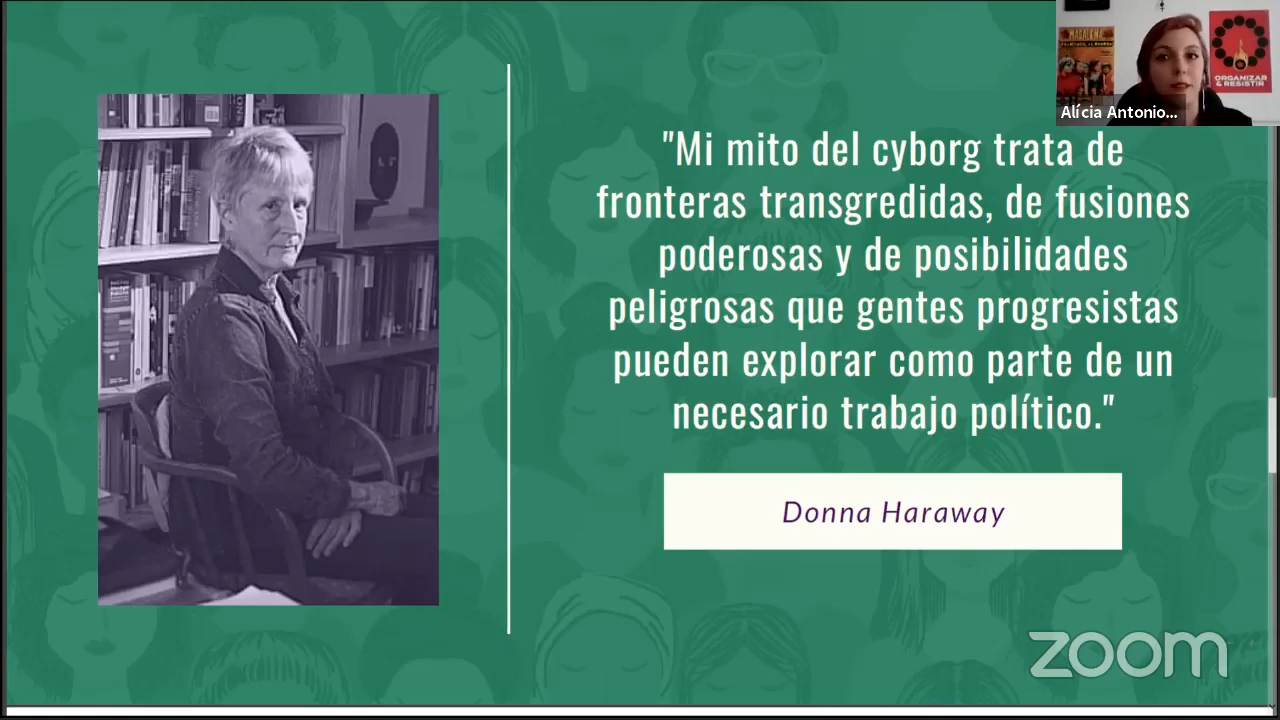 MAGALENA
ORGANIZAR
& RESISTIR
Alícia Antonio...
"Mi mito del cyborg trata de
fronteras transgredidas, de fusiones
poderosas y de posibilidades
peligrosas que gentes progresistas
pueden explorar como parte de un
necesario trabajo político."
Donna Haraway
zoom